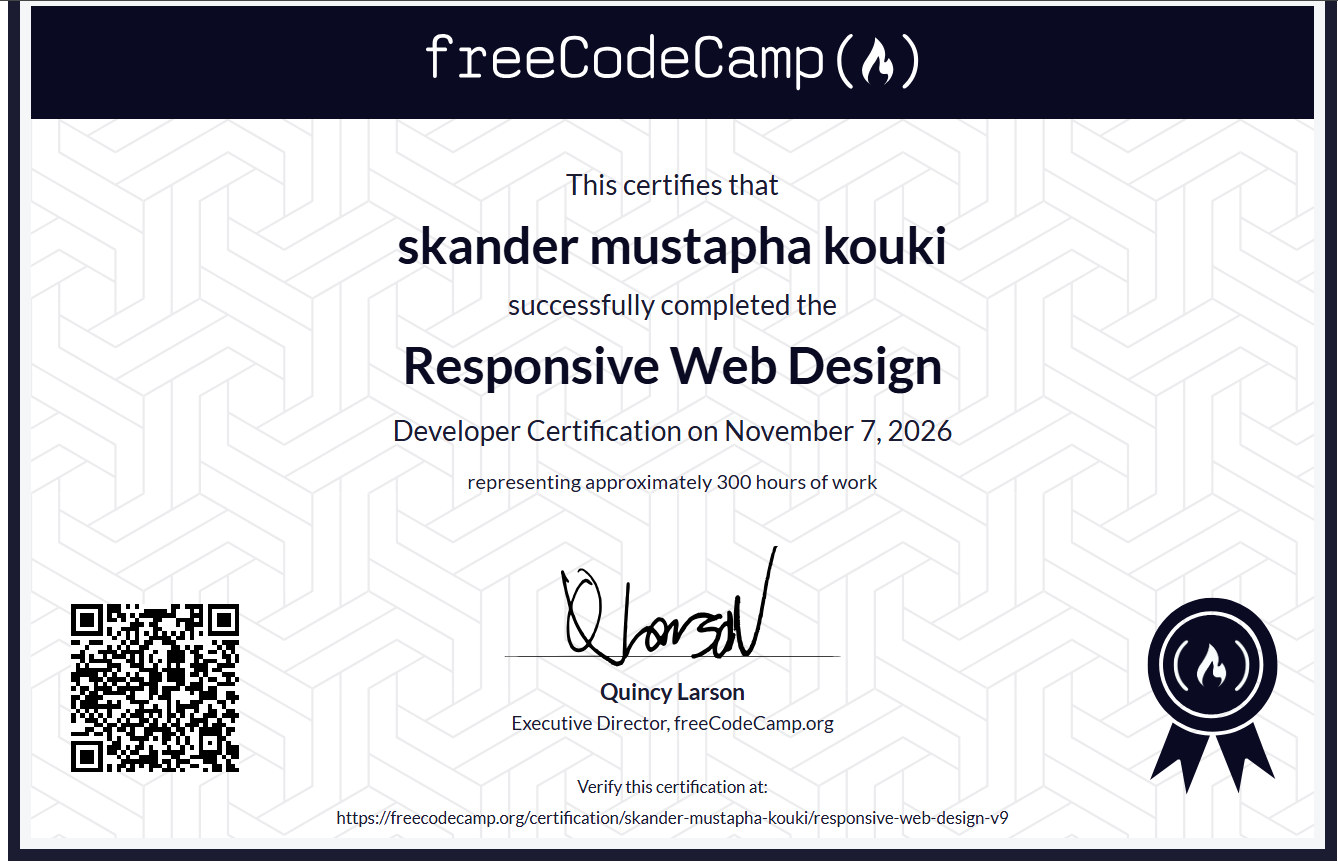 freeCodeCamp
This certifies that
skander mustapha kouki
successfully completed the
Responsive Web Design
Developer Certification on November 7, 2026
representing approximately 300 hours of work
Quincy Larson
Executive Director, freeCodeCamp.org
Verify this certification at:
https://freecodecamp.org/certification/skander-mustapha-kouki/responsive-web-design-v9